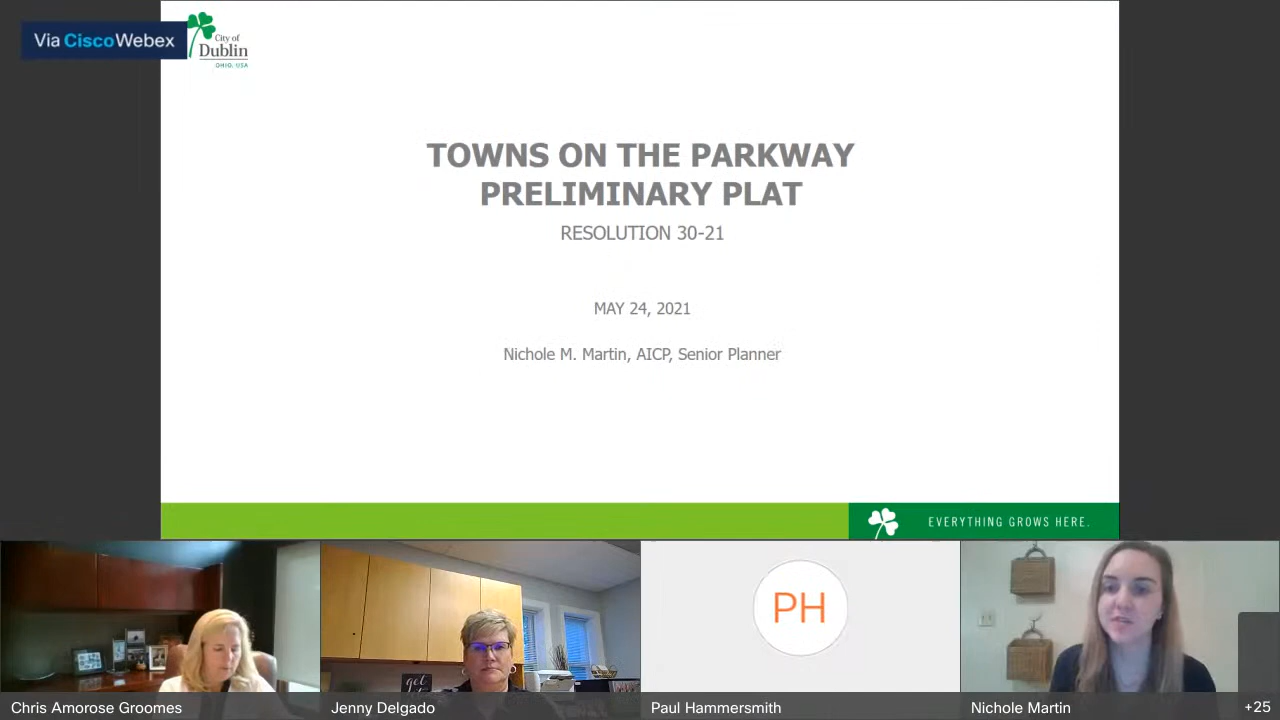 Via CiscoWebex
City of
Dublin
OHIO, USA
TOWNS ON THE PARKWAY
PRELIMINARY PLAT
RESOLUTION 30-21
MAY 24, 2021
Nichole M. Martin, AICP, Senior Planner
EVERYTHING GROWS HERE.
PH
get
Chris Amorose Groomes
Jenny Delgado
Paul Hammersmith
Nichole Martin
+25